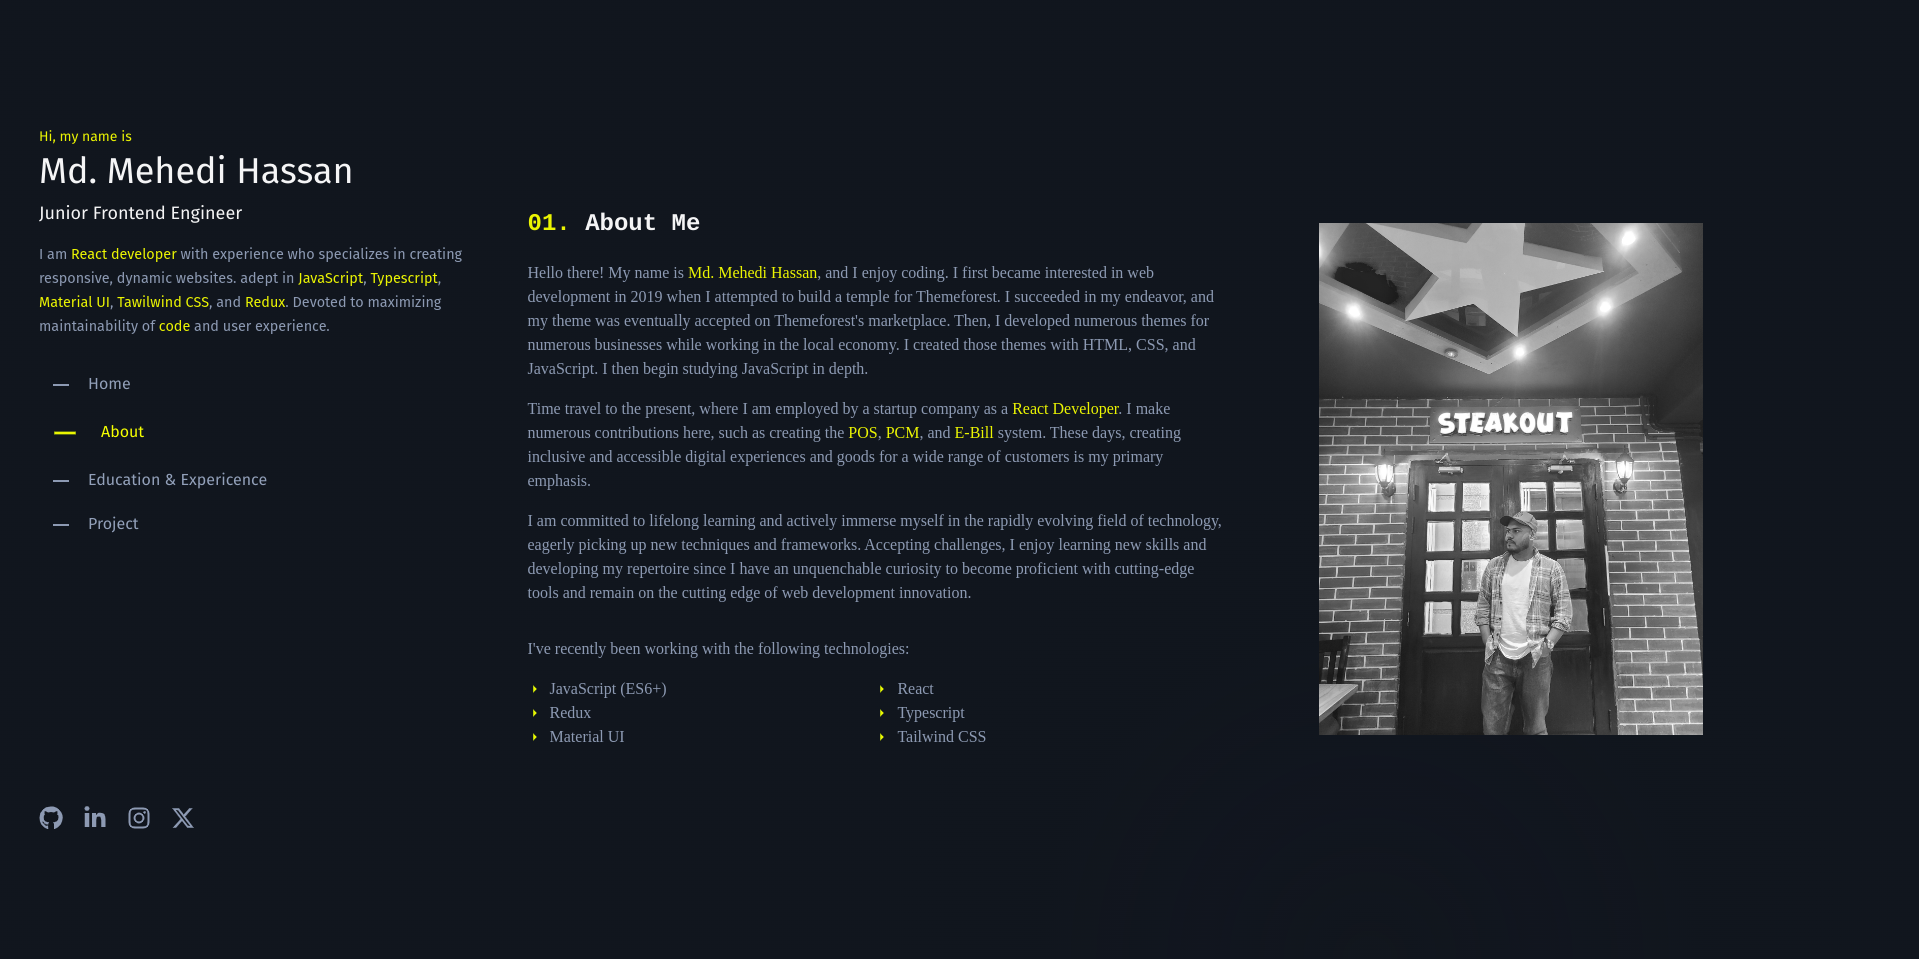 Hi, my name is
Md. Mehedi Hassan
Junior Frontend Engineer
I am React developer with experience who specializes in creating
responsive, dynamic websites. adept in JavaScript, Typescript,
Material UI, Tawilwind CSS, and Redux. Devoted to maximizing
maintainability of code and user experience.
Home
About
Education & Expericence
Project
01. About Me
Hello there! My name is Md. Mehedi Hassan, and I enjoy coding. I first became interested in web
development in 2019 when I attempted to build a temple for Themeforest. I succeeded in my endeavor, and
my theme was eventually accepted on Themeforest's marketplace. Then, I developed numerous themes for
numerous businesses while working in the local economy. I created those themes with HTML, CSS, and
JavaScript. I then begin studying JavaScript in depth.
Time travel to the present, where I am employed by a startup company as a React Developer. I make
numerous contributions here, such as creating the POS, PCM, and E-Bill system. These days, creating
inclusive and accessible digital experiences and goods for a wide range of customers is my primary
emphasis.
I am committed to lifelong learning and actively immerse myself in the rapidly evolving field of technology,
eagerly picking up new techniques and frameworks. Accepting challenges, I enjoy learning new skills and
developing my repertoire since I have an unquenchable curiosity to become proficient with cutting-edge
tools and remain on the cutting edge of web development innovation.
I've recently been working with the following technologies:
JavaScript (ES6+)
React
Redux
Typescript
Material UI
Tailwind CSS
STEAKOUT